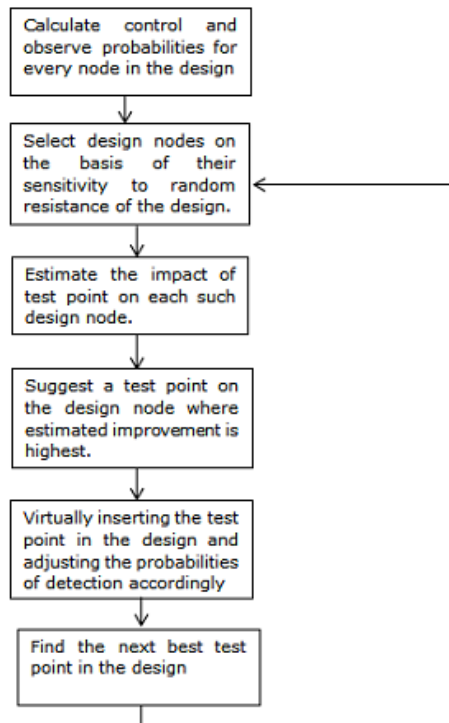 Calculate control and
observe probabilities for
every node in the design
Select design nodes on
the basis of their
sensitivity to random
resistance of the design.
Estimate the impact of
test point on each such
design node.
Suggest a test point on
the design node where
estimated improvement is
highest.
Virtually inserting the test
point in the design and
adjusting the probabilities
of detection accordingly
Find the next best test
point in the design